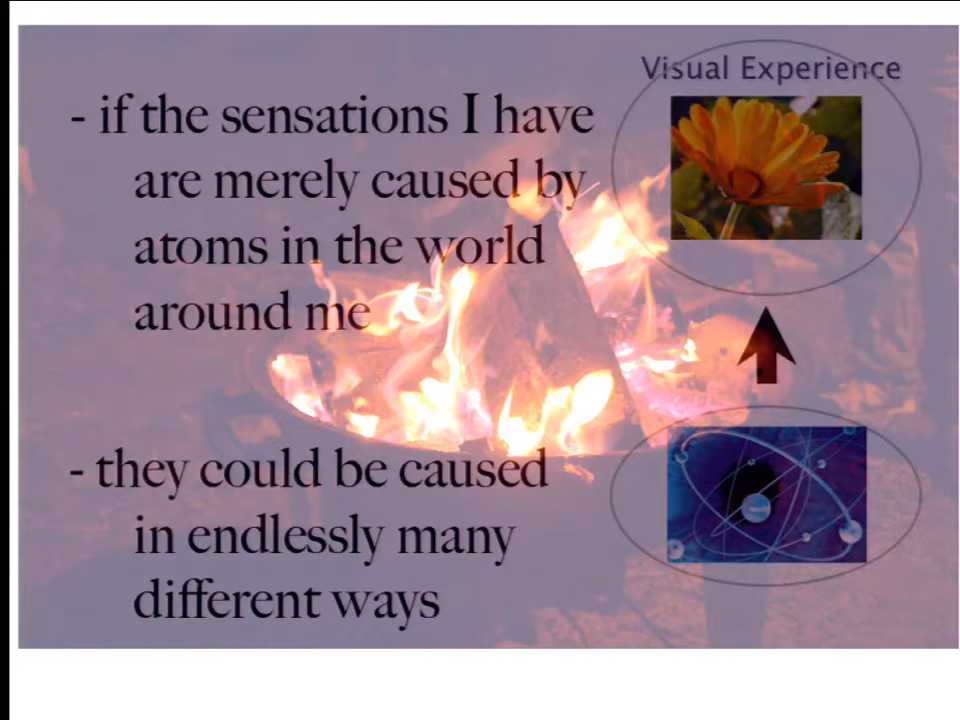 Visual Experience
- if the sensations I have
are merely caused by
atoms in the world
around me
- they could be caused
in endlessly many
different ways